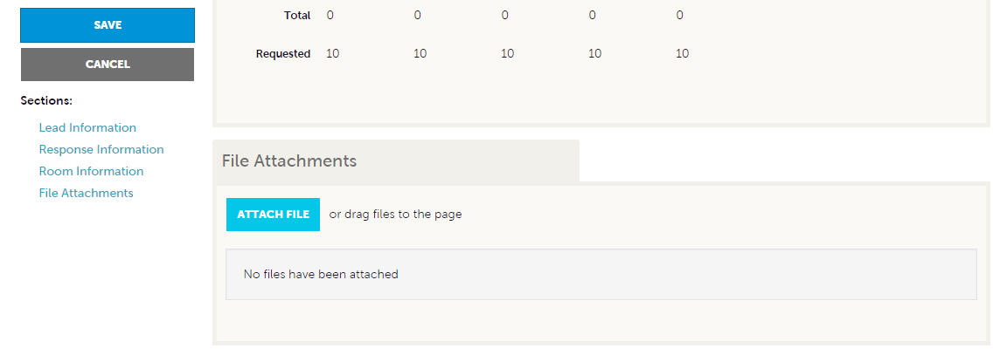 SAVE
CANCEL
Sections:
Lead Information
Response Information
Room Information
File Attachments
Total 0 0 0 0 0
Requested 10 10 10 10 10
File Attachments
ATTACH FILE or drag files to the page
No files have been attached